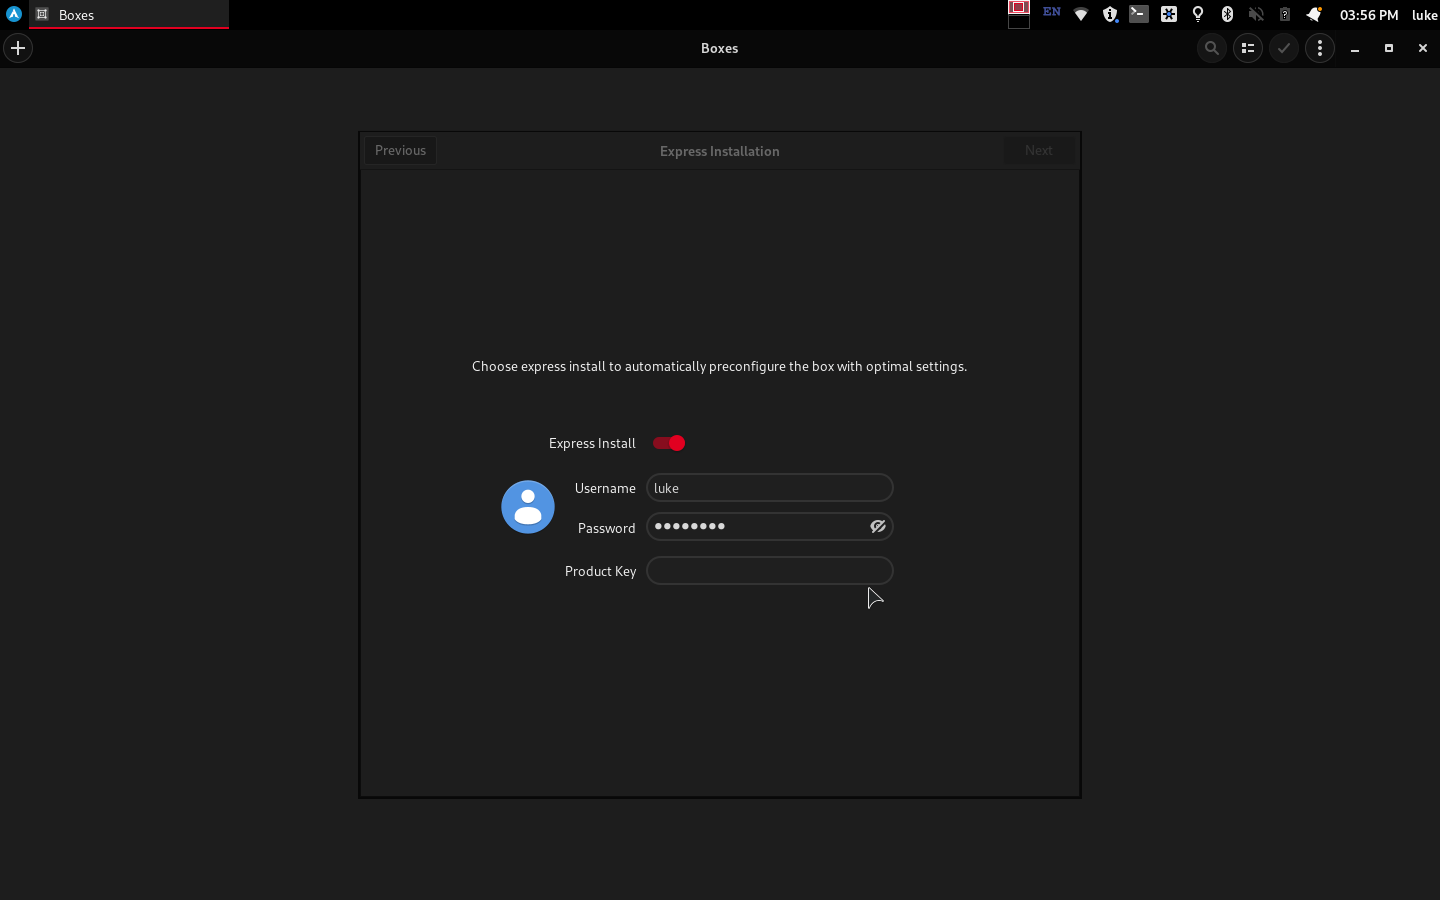 Boxes
EN
03:56 PM
luke
Boxes
Previous
Express Installation
Next
Choose express install to automatically preconfigure the box with optimal settings.
Express Install
Username
luke
Password
●●●●●●●●
Product Key